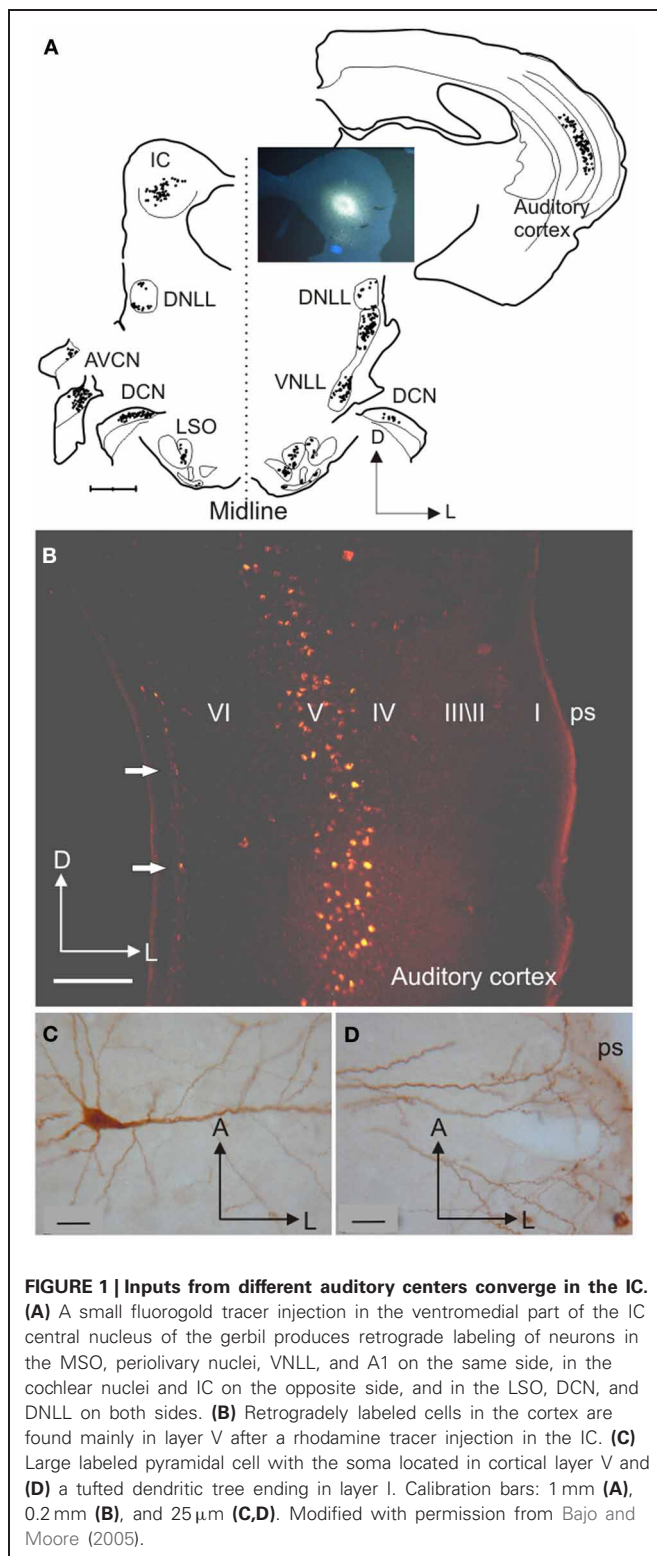 A
IC
Auditory
cortex
DNLL
DNLL
AVCN
VNLL
DCN
DCN
LSO
D
L
Midline
B
VI V IV III\II I ps
D
L
Auditory cortex
C
A
L
D
ps
A
L
FIGURE 1 | Inputs from different auditory centers converge in the IC.
(A) A small fluorogold tracer injection in the ventromedial part of the IC
central nucleus of the gerbil produces retrograde labeling of neurons in
the MSO, periolivary nuclei, VNLL, and A1 on the same side, in the
cochlear nuclei and IC on the opposite side, and in the LSO, DCN, and
DNLL on both sides. (B) Retrogradely labeled cells in the cortex are
found mainly in layer V after a rhodamine tracer injection in the IC. (C)
Large labeled pyramidal cell with the soma located in cortical layer V and
(D) a tufted dendritic tree ending in layer I. Calibration bars: 1 mm (A),
0.2 mm (B), and 25 μm (C,D). Modified with permission from Bajo and
Moore (2005).